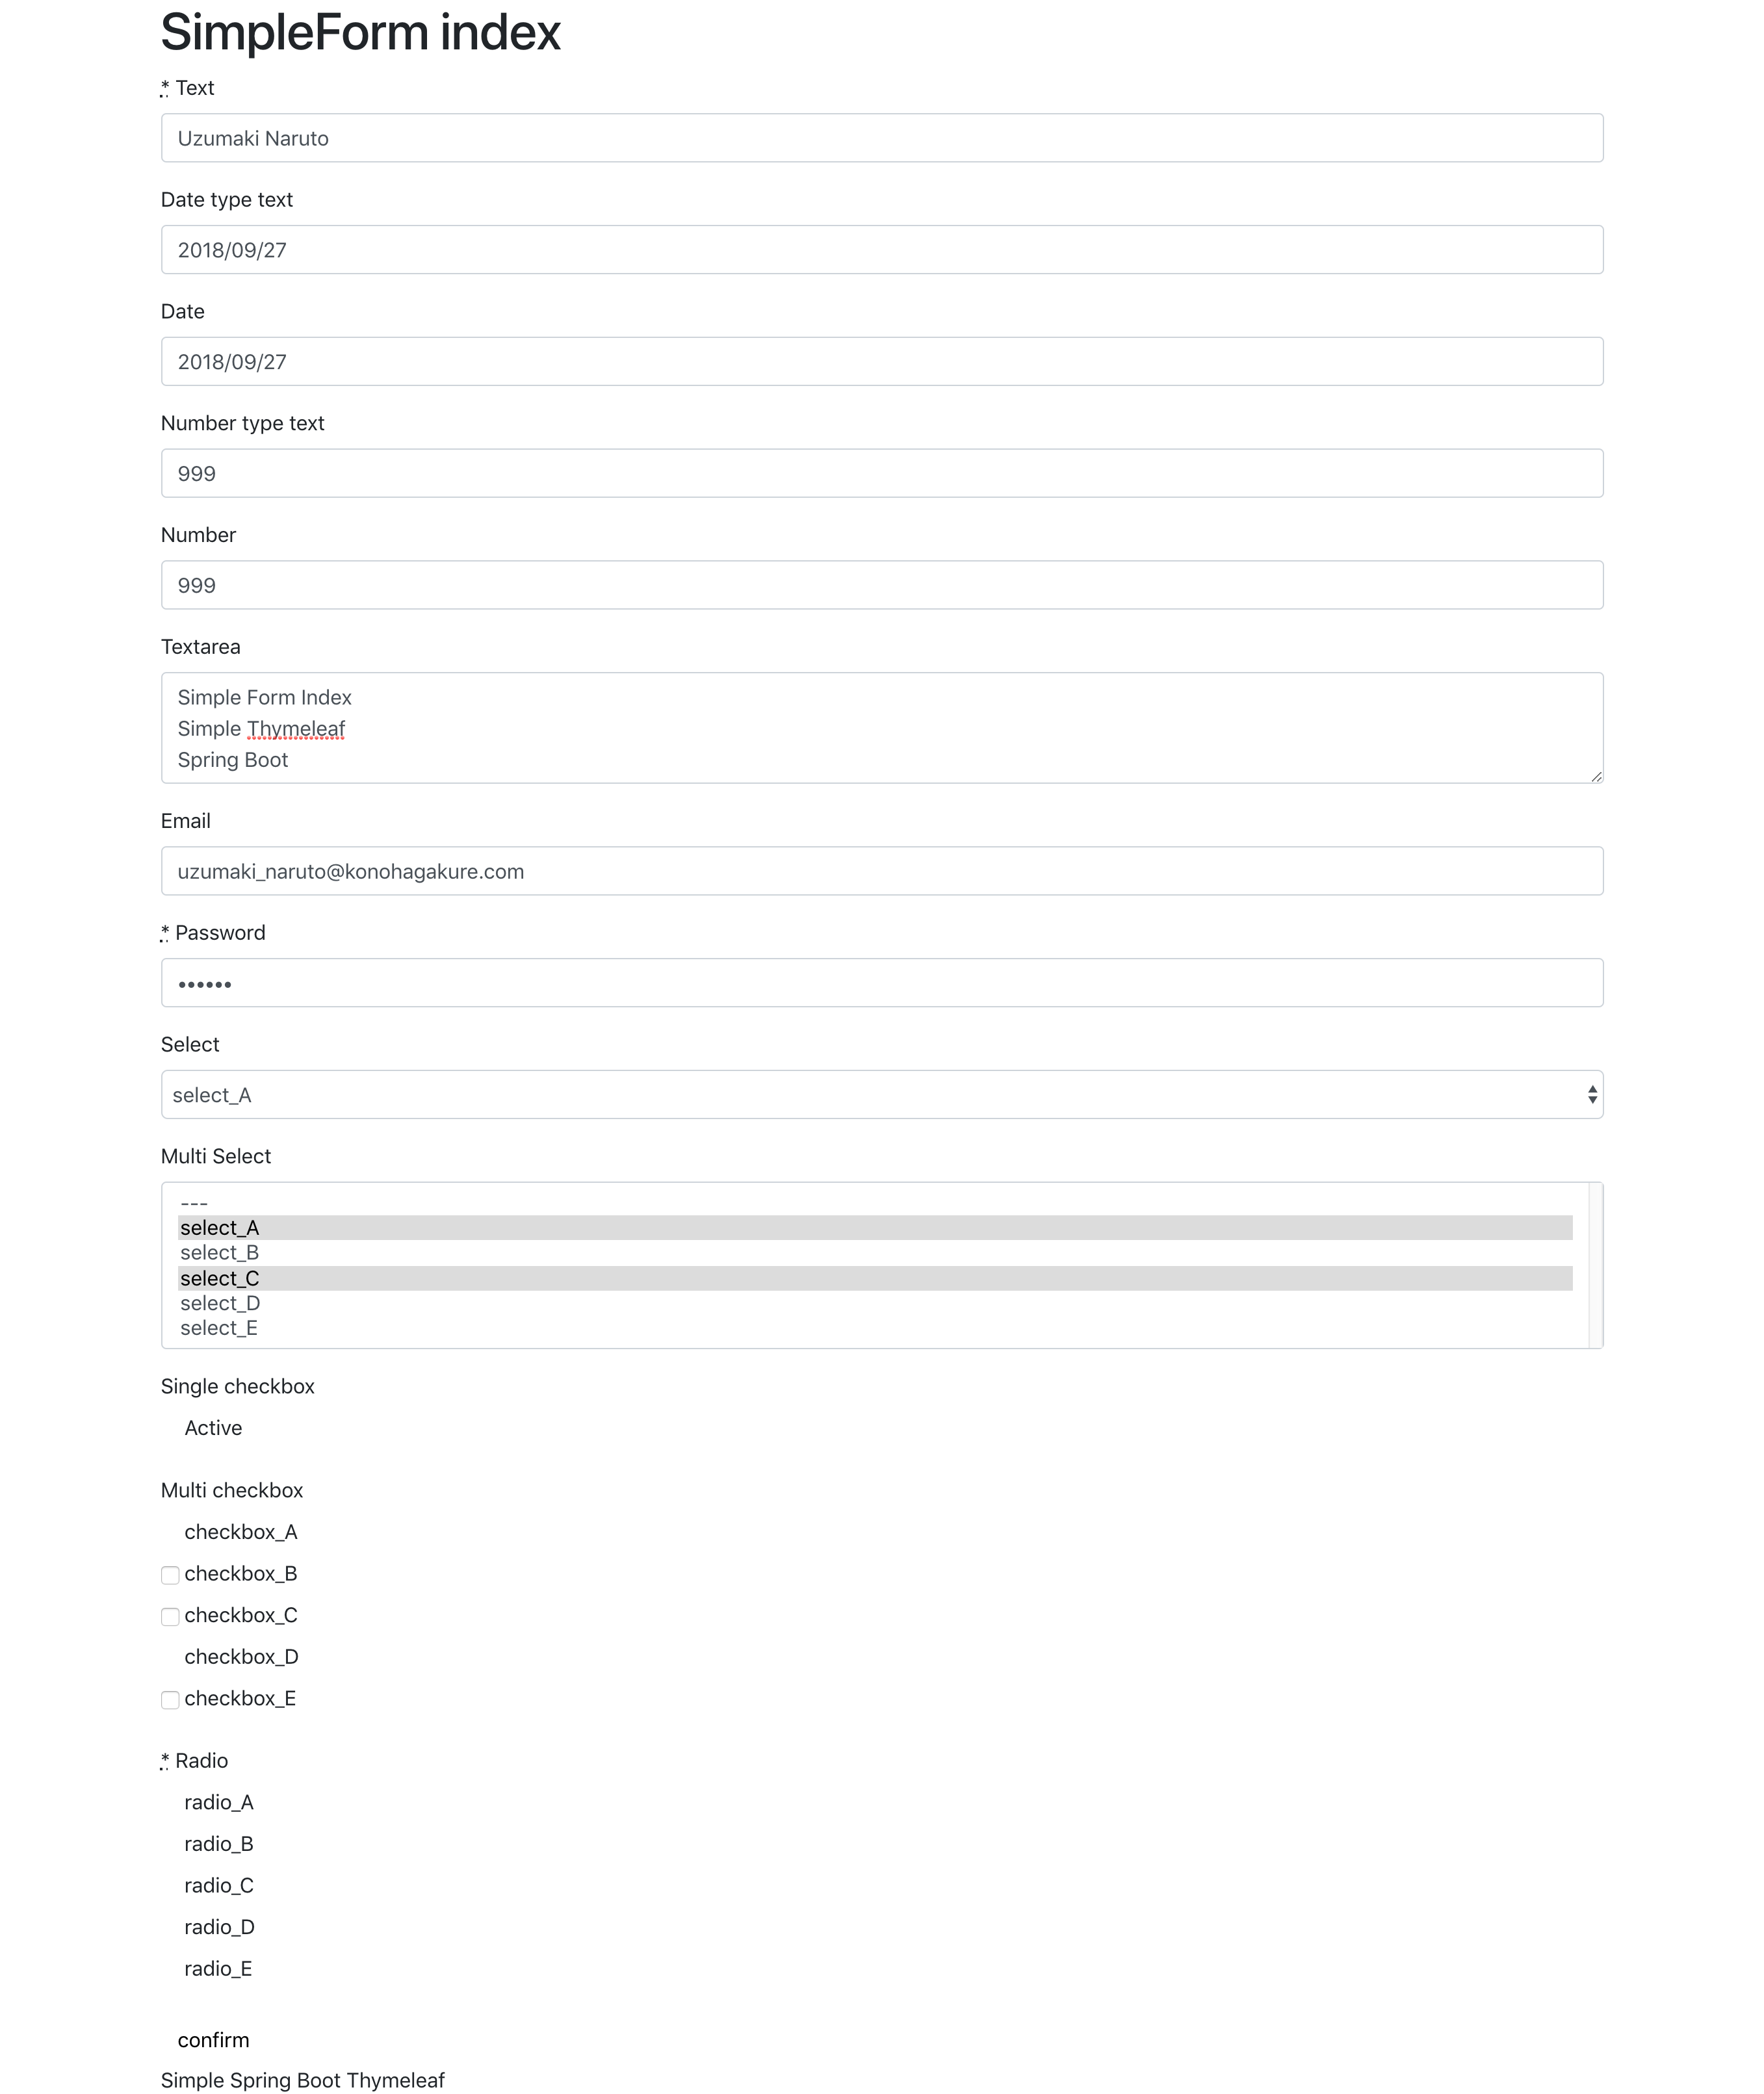 SimpleForm index
* Text
Uzumaki Naruto
Date type text
2018/09/27
Date
2018/09/27
Number type text
999
Number
999
Textarea
Simple Form Index
Simple Thymeleaf
Spring Boot
Email
uzumaki_naruto@konohagakure.com
* Password
••••••
Select
select_A
Multi Select
---
select_A
select_B
select_C
select_D
select_E
Single checkbox
Active
Multi checkbox
checkbox_A
checkbox_B
checkbox_C
checkbox_D
checkbox_E
* Radio
radio_A
radio_B
radio_C
radio_D
radio_E
confirm
Simple Spring Boot Thymeleaf